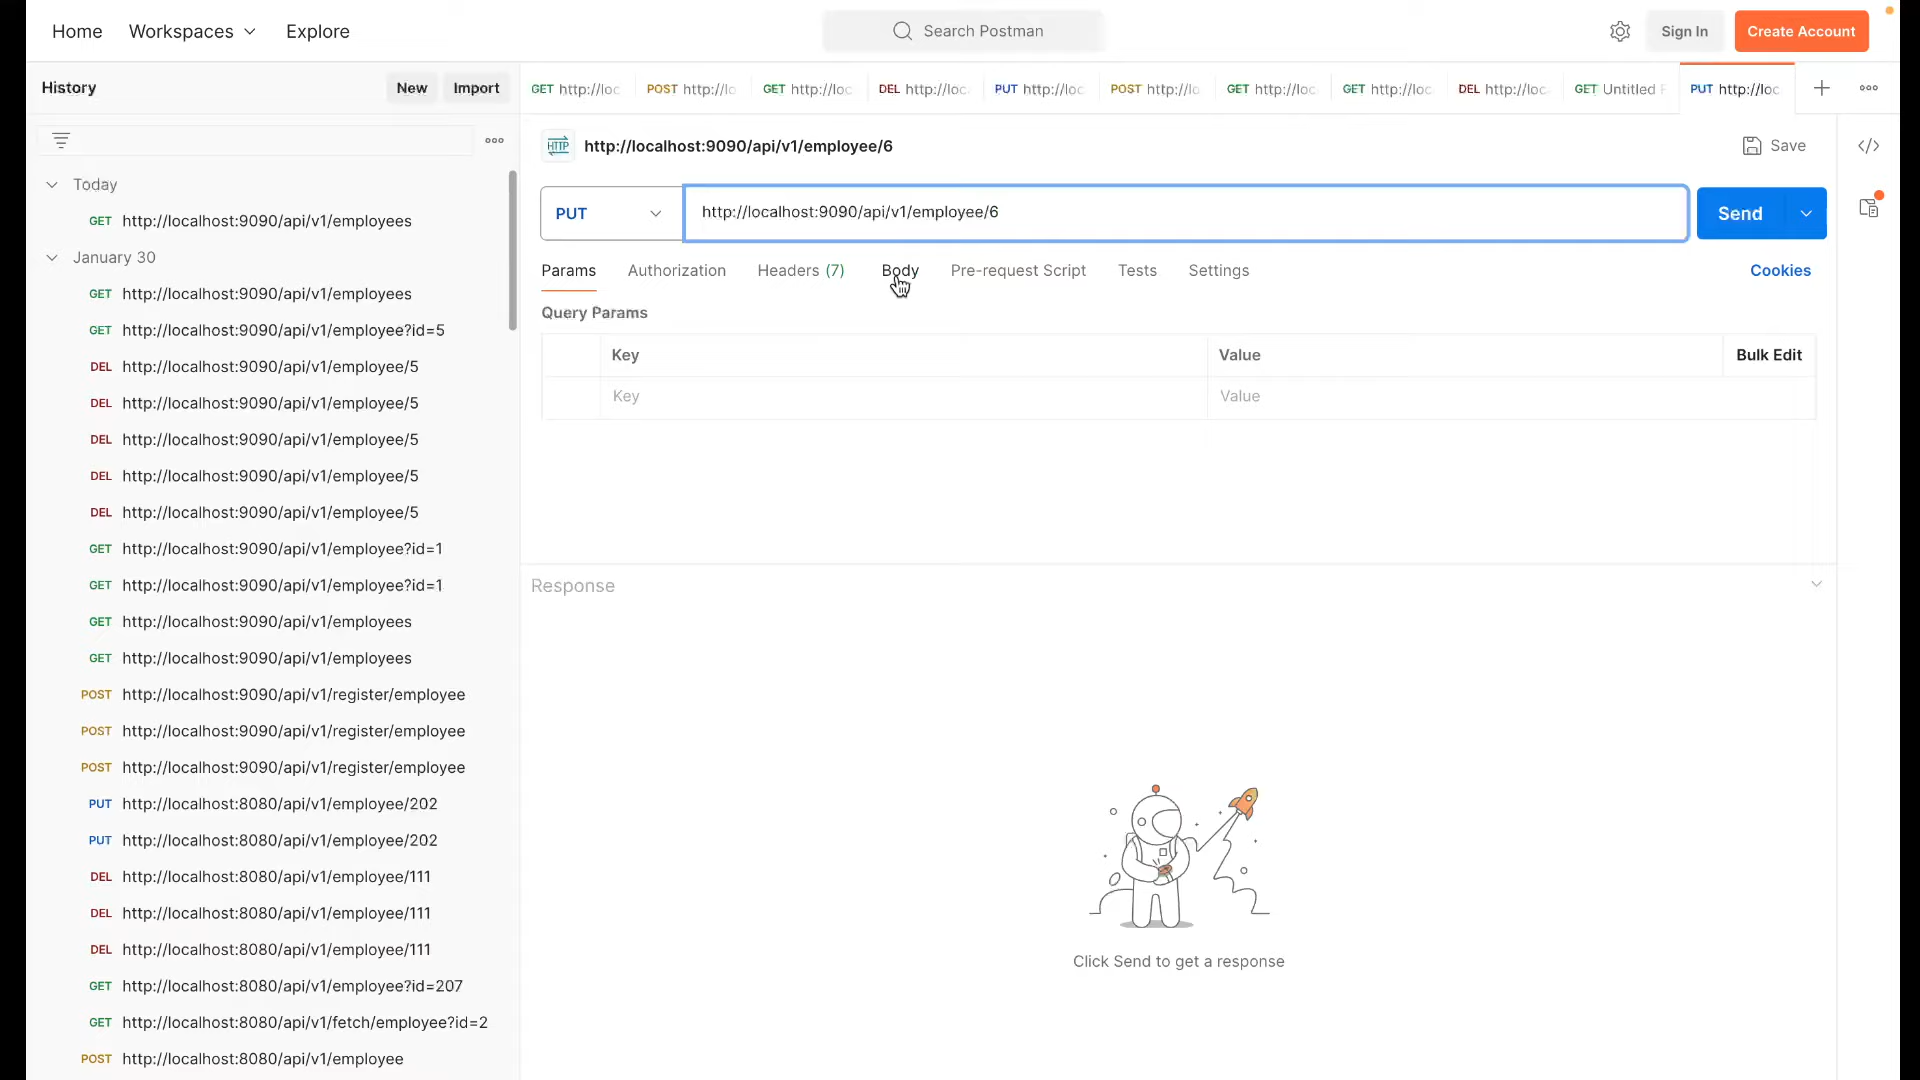 Home
Workspaces
Explore
Search Postman
Sign In
Create Account
History
New
Import
GET http://loc
POST http://lo
GET http://loc
DEL http://loc
PUT http://loc
POST http://lo
GET http://loc
GET http://loc
DEL http://loc
GET Untitled
PUT http://loc
Today
GET http://localhost:9090/api/v1/employees
January 30
GET http://localhost:9090/api/v1/employees
GET http://localhost:9090/api/v1/employee?id=5
DEL http://localhost:9090/api/v1/employee/5
DEL http://localhost:9090/api/v1/employee/5
DEL http://localhost:9090/api/v1/employee/5
DEL http://localhost:9090/api/v1/employee/5
DEL http://localhost:9090/api/v1/employee/5
GET http://localhost:9090/api/v1/employee?id=1
GET http://localhost:9090/api/v1/employee?id=1
GET http://localhost:9090/api/v1/employees
GET http://localhost:9090/api/v1/employees
POST http://localhost:9090/api/v1/register/employee
POST http://localhost:9090/api/v1/register/employee
POST http://localhost:9090/api/v1/register/employee
PUT http://localhost:8080/api/v1/employee/202
PUT http://localhost:8080/api/v1/employee/202
DEL http://localhost:8080/api/v1/employee/111
DEL http://localhost:8080/api/v1/employee/111
DEL http://localhost:8080/api/v1/employee/111
GET http://localhost:8080/api/v1/employee?id=207
GET http://localhost:8080/api/v1/fetch/employee?id=2
POST http://localhost:8080/api/v1/employee
HTTP http://localhost:9090/api/v1/employee/6
Save
</>
PUT
http://localhost:9090/api/v1/employee/6
Send
Params
Authorization
Headers (7)
Body
Pre-request Script
Tests
Settings
Cookies
Query Params
Key
Value
Bulk Edit
Key
Value
Response
Click Send to get a response